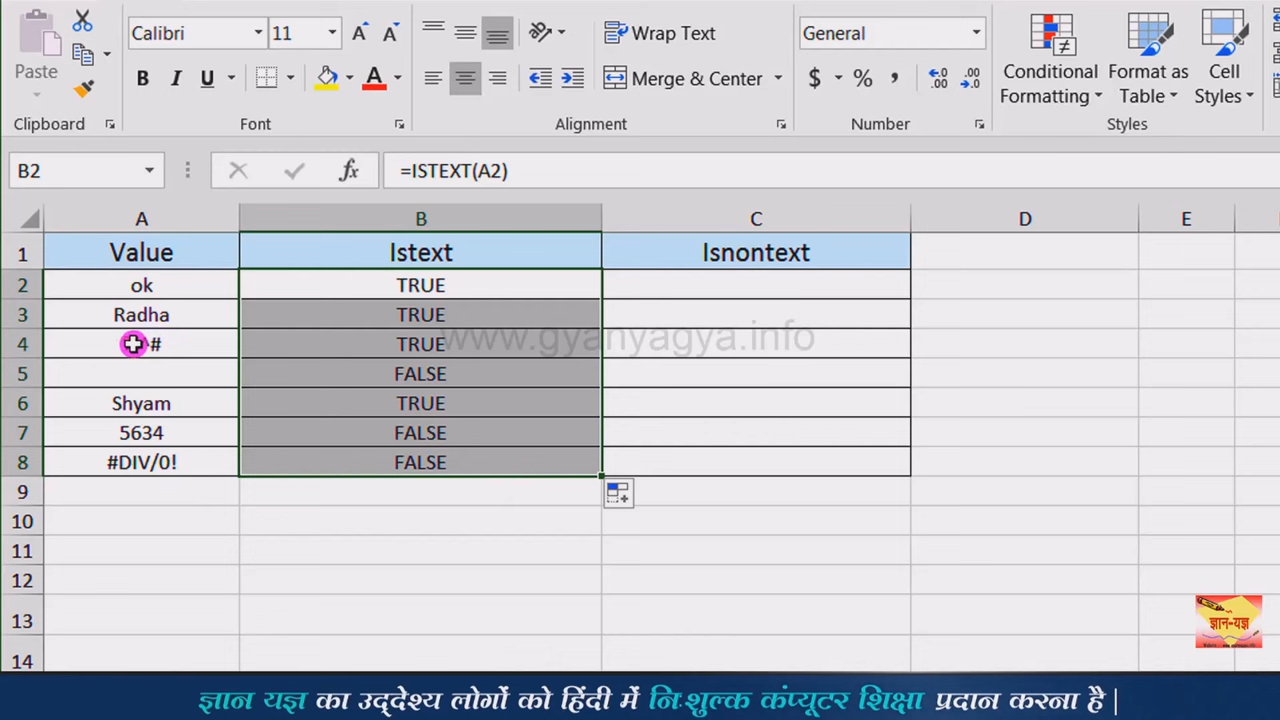 Calibri 11 Wrap Text General
Paste B I U Merge & Center $ % , Conditional Formatting Format as Table Cell Styles
Clipboard Font Alignment Number Styles
B2 fx =ISTEXT(A2)
A B C D E
1 Value Istext Isnontext
2 ok TRUE
3 Radha TRUE
4 # TRUE
5 FALSE
6 Shyam TRUE
7 5634 FALSE
8 #DIV/0! FALSE
9
10
11
12
13
14
www.gyanyagya.info
ज्ञान-यज्ञ
ज्ञान यज्ञ का उद्देश्य लोगों को हिंदी में निःशुल्क कंप्यूटर शिक्षा प्रदान करना है |